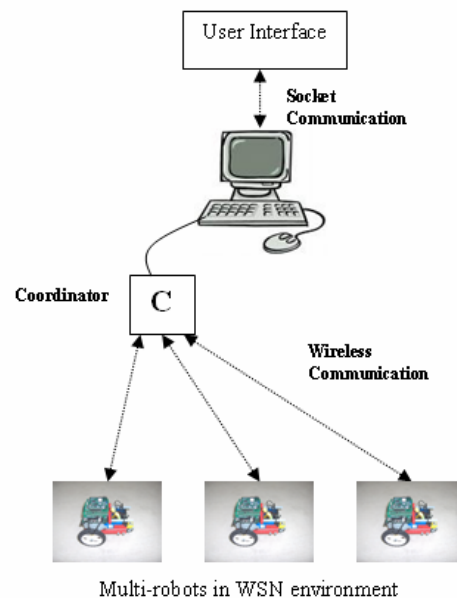 User Interface
Socket
Communication
Coordinator
C
Wireless
Communication
Multi-robots in WSN environment